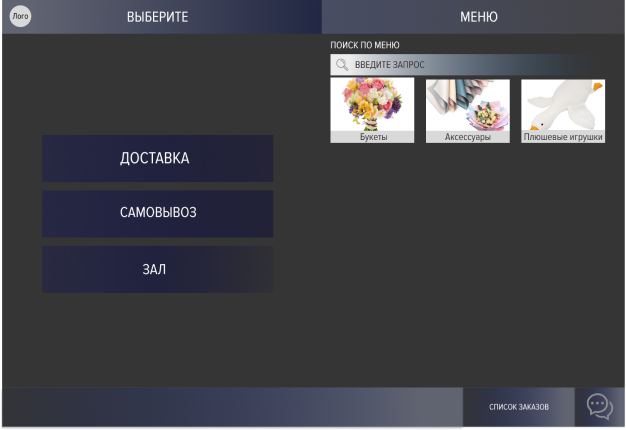 Лого
ВЫБЕРИТЕ
МЕНЮ
ПОИСК ПО МЕНЮ
ВВЕДИТЕ ЗАПРОС
Букеты
Аксессуары
Плюшевые игрушки
ДОСТАВКА
САМОВЫВОЗ
ЗАЛ
СПИСОК ЗАКАЗОВ